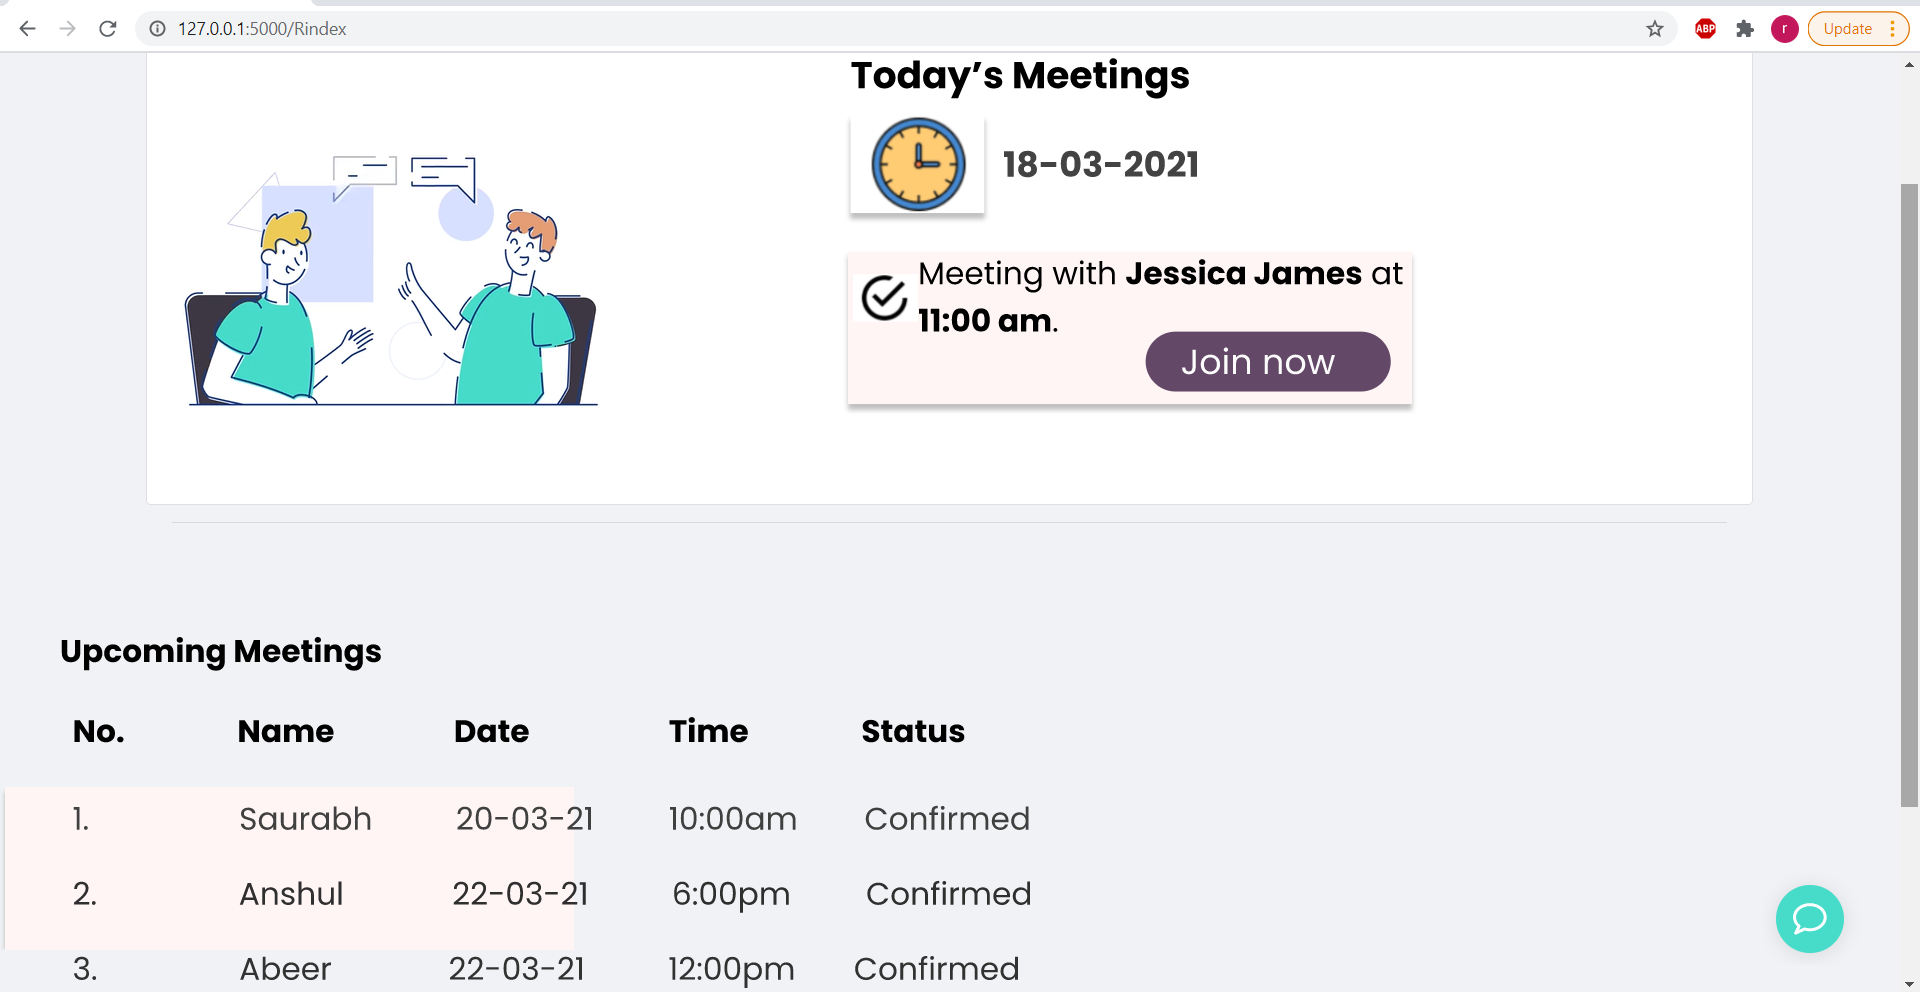 127.0.0.1:5000/Rindex
ABP
r
Update
Today’s Meetings
18-03-2021
Meeting with Jessica James at
11:00 am.
Join now
Upcoming Meetings
No. Name Date Time Status
1. Saurabh 20-03-21 10:00am Confirmed
2. Anshul 22-03-21 6:00pm Confirmed
3. Abeer 22-03-21 12:00pm Confirmed